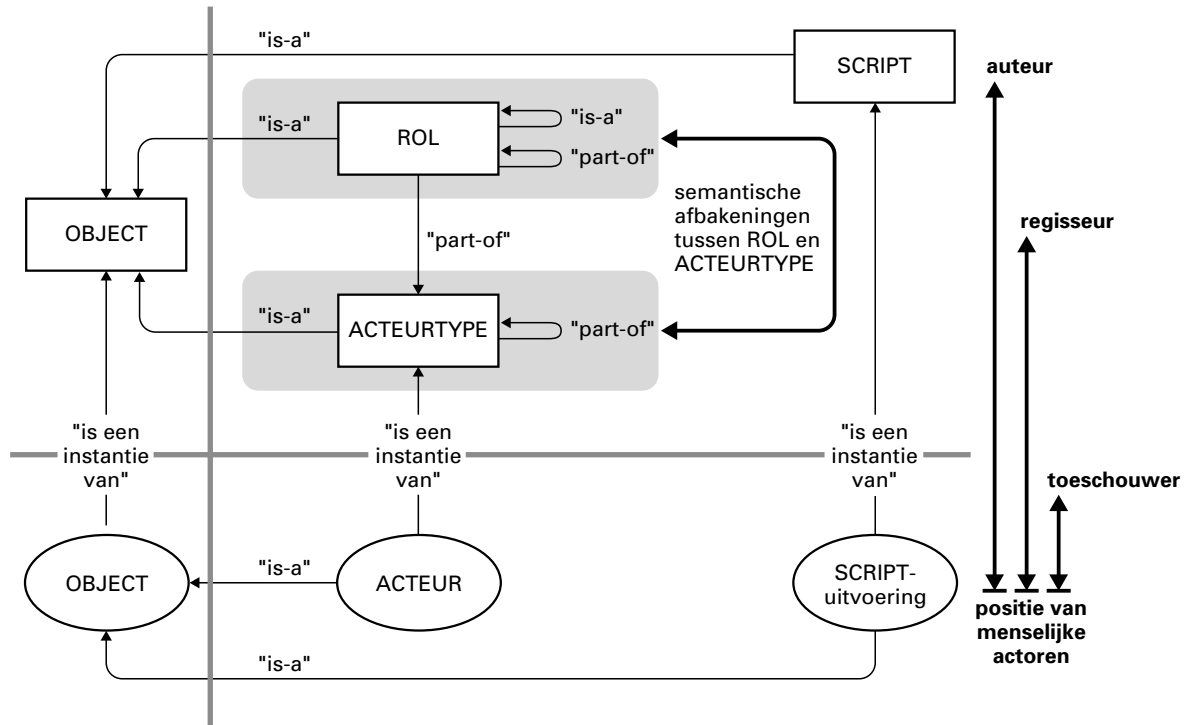 "is-a"
SCRIPT
auteur
"is-a"
ROL
"is-a"
"part-of"
semantische
afbakeningen
tussen ROL en
ACTEURTYPE
regisseur
OBJECT
"part-of"
"is-a"
ACTEURTYPE
"part-of"
"is een
instantie
van"
"is een
instantie
van"
"is een
instantie
van"
toeschouwer
OBJECT
"is-a"
ACTEUR
SCRIPT-
uitvoering
positie van
menselijke
actoren
"is-a"